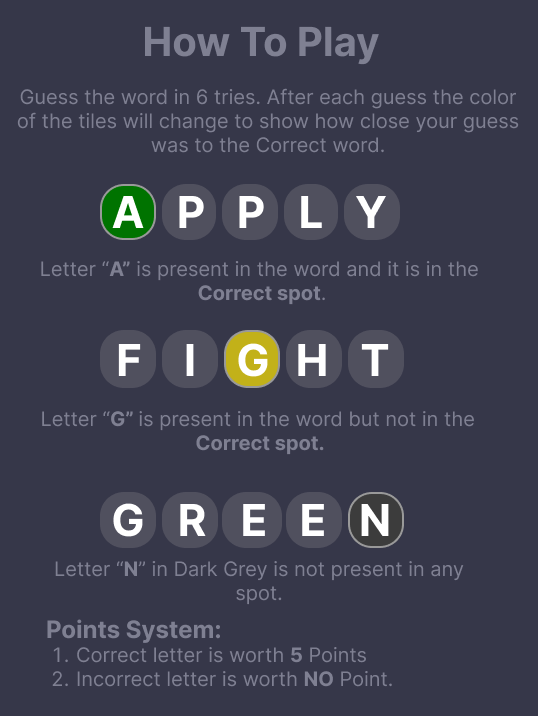 How To Play
Guess the word in 6 tries. After each guess the color
of the tiles will change to show how close your guess
was to the Correct word.
A P P L Y
Letter “A” is present in the word and it is in the
Correct spot.
F I G H T
Letter “G” is present in the word but not in the
Correct spot.
G R E E N
Letter “N” in Dark Grey is not present in any
spot.
Points System:
1. Correct letter is worth 5 Points
2. Incorrect letter is worth NO Point.